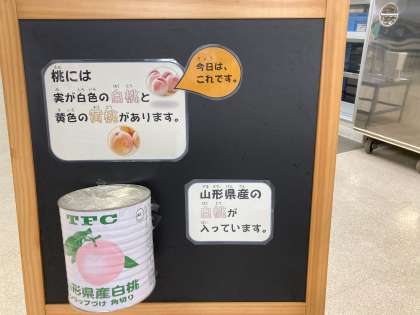 桃には
実が白色の白桃と
黄色の黄桃があります。
今日は、
これです。
山形県産の
白桃が
入っています。
TFC
山形県産白桃
シラップづけ 角切り